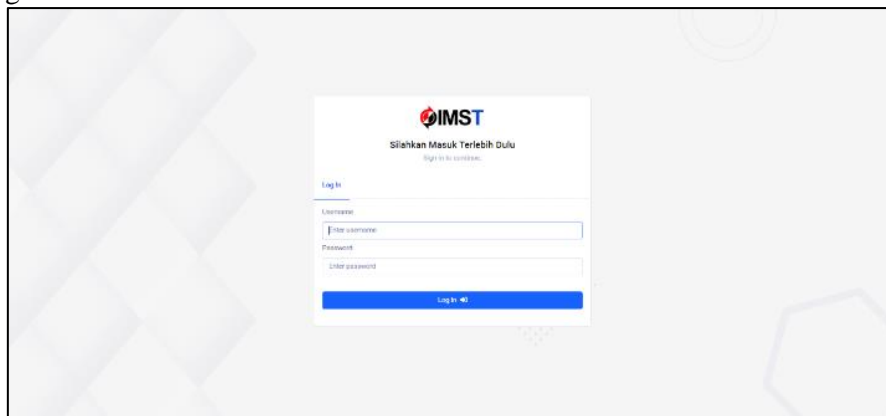 IMST
Silahkan Masuk Terlebih Dulu
Sign in to continue.
Log In
Username
Enter username
Password
Enter password
Log In